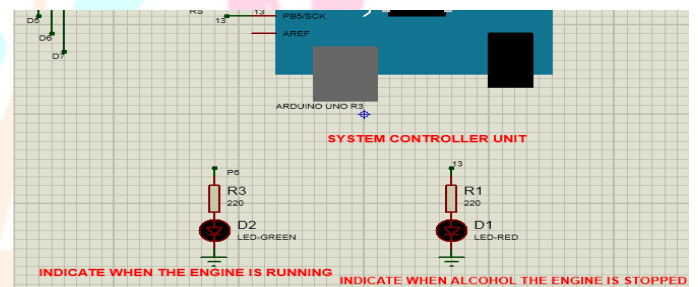 D5
D6
D7
RS
13
13
PB5/SCK
AREF
ARDUINO UNO R3
SYSTEM CONTROLLER UNIT
P6
R3
220
D2
LED-GREEN
13
R1
220
D1
LED-RED
INDICATE WHEN THE ENGINE IS RUNNING
INDICATE WHEN ALCOHOL THE ENGINE IS STOPPED